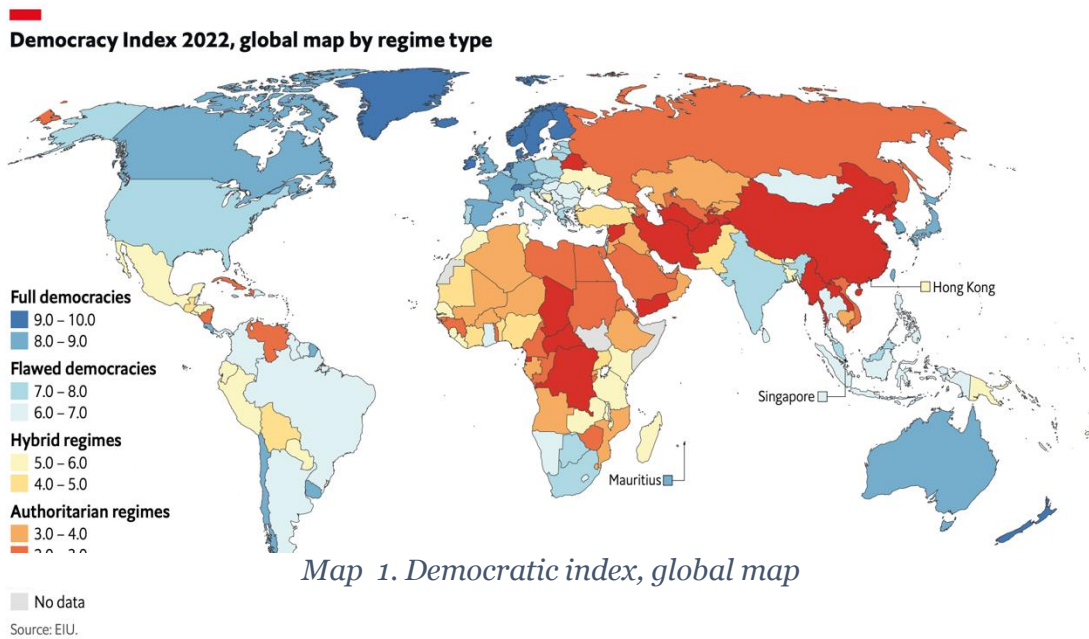 Democracy Index 2022, global map by regime type
Full democracies
9.0 – 10.0
8.0 – 9.0
Flawed democracies
7.0 – 8.0
6.0 – 7.0
Hybrid regimes
5.0 – 6.0
4.0 – 5.0
Authoritarian regimes
3.0 – 4.0
Hong Kong
Singapore
Mauritius
Map 1. Democratic index, global map
No data
Source: EIU.